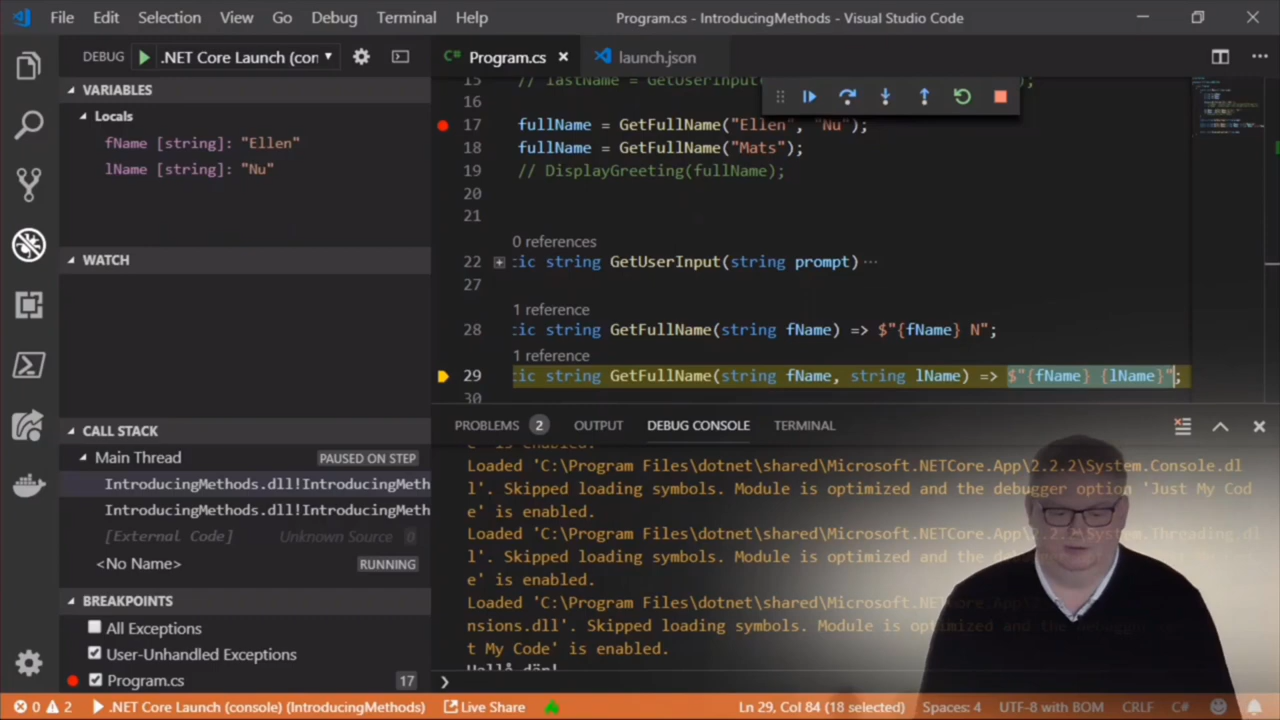 File Edit Selection View Go Debug Terminal Help Program.cs - IntroducingMethods - Visual Studio Code
DEBUG .NET Core Launch (con
C# Program.cs
launch.json
VARIABLES
Locals
fName [string]: "Ellen"
lName [string]: "Nu"
WATCH
CALL STACK
Main Thread PAUSED ON STEP
IntroducingMethods.dll!IntroducingMeth
IntroducingMethods.dll!IntroducingMeth
[External Code] Unknown Source 0
<No Name> RUNNING
BREAKPOINTS
All Exceptions
User-Unhandled Exceptions
Program.cs 17
15 // lastName = GetUserInput( );
16
17 fullName = GetFullName("Ellen", "Nu");
18 fullName = GetFullName("Mats");
19 // DisplayGreeting(fullName);
20
21
0 references
22 :ic string GetUserInput(string prompt)···
27
1 reference
28 :ic string GetFullName(string fName) => $"{fName} N";
1 reference
29 :ic string GetFullName(string fName, string lName) => $"{fName} {lName}";
30
PROBLEMS 2 OUTPUT DEBUG CONSOLE TERMINAL
e' is enabled.
Loaded 'C:\Program Files\dotnet\shared\Microsoft.NETCore.App\2.2.2\System.Console.dl
l'. Skipped loading symbols. Module is optimized and the debugger option 'Just My Cod
e' is enabled.
Loaded 'C:\Program Files\dotnet\shared\Microsoft.NETCore.App\2.2.2\System.Threading.dl
l'. Skipped loading symbols. Module is optimized and the
e' is enabled.
Loaded 'C:\Program Files\dotnet\shared\Microsoft.NETCore
nsions.dll'. Skipped loading symbols. Module is optimized and the
t My Code' is enabled.
Hallå där!
0 2 .NET Core Launch (console) (IntroducingMethods) Live Share Ln 29, Col 84 (18 selected) Spaces: 4 UTF-8 with BOM CRLF C#